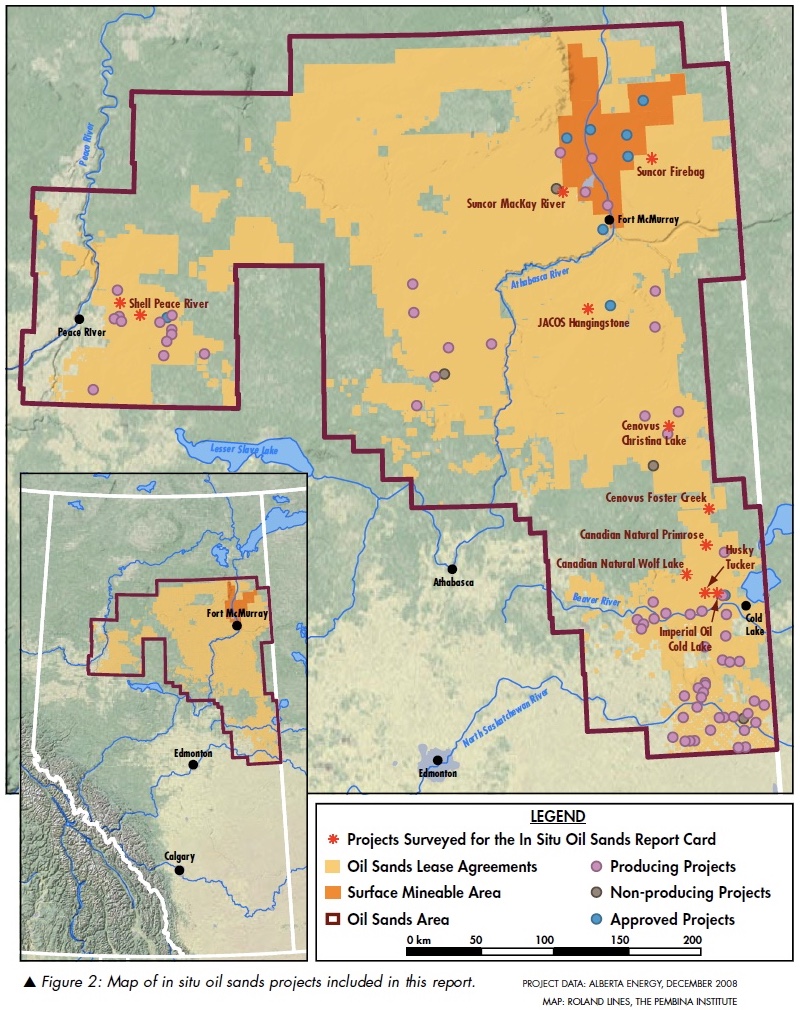 Peace River
Suncor Firebag
Suncor MacKay River
Fort McMurray
Athabasca River
Shell Peace River
Peace River
JACOS Hangingstone
Cenovus
Christina Lake
Lesser Slave Lake
Cenovus Foster Creek
Canadian Natural Primrose
Husky
Tucker
Canadian Natural Wolf Lake
Athabasca
Beaver River
Cold
Lake
Imperial Oil
Cold Lake
North Saskatchewan River
Edmonton
Fort McMurray
Edmonton
Calgary
LEGEND
Projects Surveyed for the In Situ Oil Sands Report Card
Oil Sands Lease Agreements
Producing Projects
Surface Mineable Area
Non-producing Projects
Oil Sands Area
Approved Projects
0 km 50 100 150 200
▲ Figure 2: Map of in situ oil sands projects included in this report.
PROJECT DATA: ALBERTA ENERGY, DECEMBER 2008
MAP: ROLAND LINES, THE PEMBINA INSTITUTE